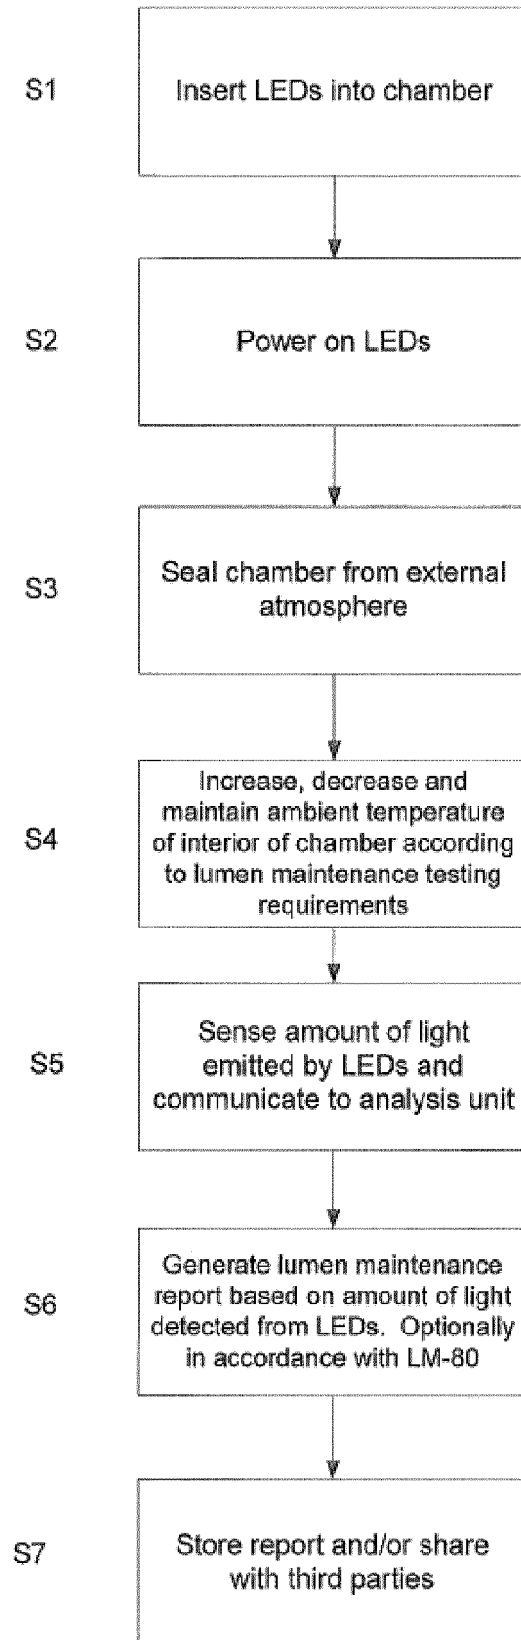 S1
Insert LEDs into chamber
S2
Power on LEDs
S3
Seal chamber from external
atmosphere
S4
Increase, decrease and
maintain ambient temperature
of interior of chamber according
to lumen maintenance testing
requirements
S5
Sense amount of light
emitted by LEDs and
communicate to analysis unit
S6
Generate lumen maintenance
report based on amount of light
detected from LEDs. Optionally
in accordance with LM-80
S7
Store report and/or share
with third parties